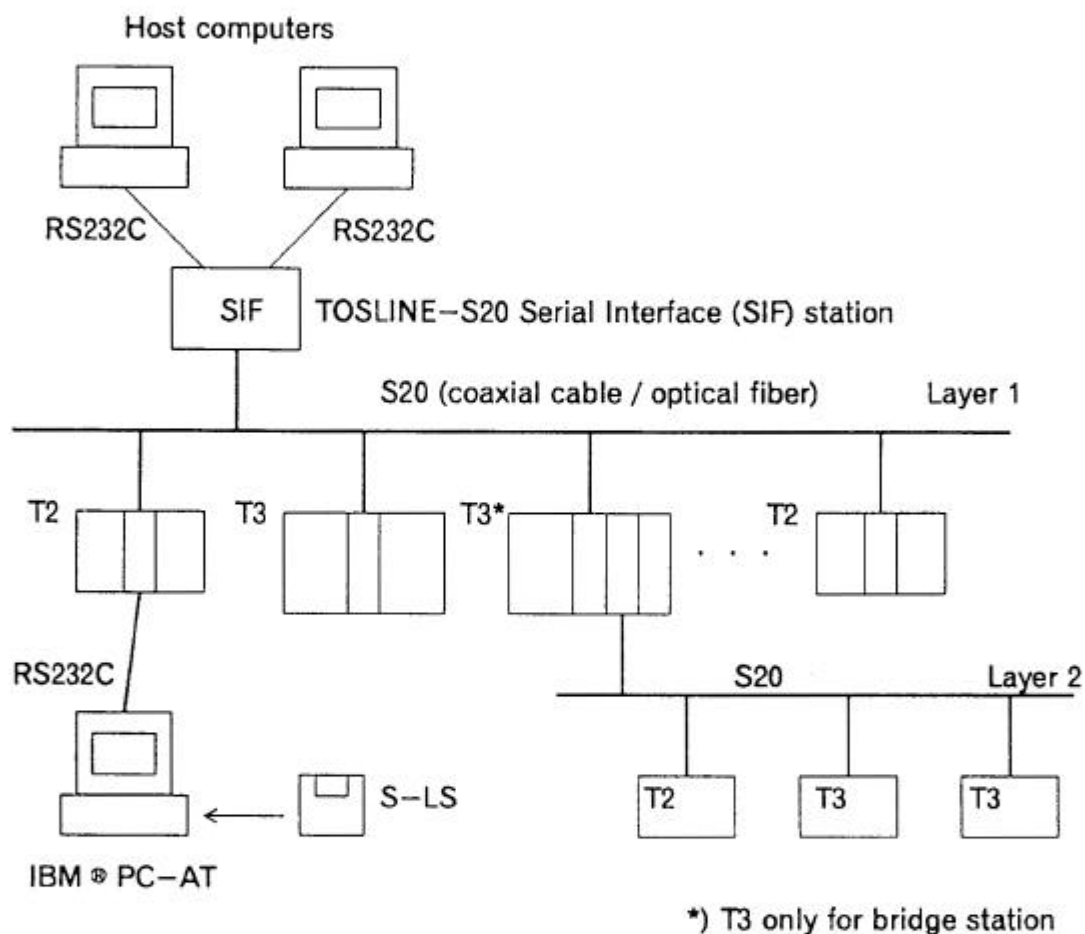 Host computers
RS232C
RS232C
SIF
TOSLINE-S20 Serial Interface (SIF) station
S20 (coaxial cable / optical fiber)
Layer 1
T2
T3
T3*
. . .
T2
RS232C
S20
Layer 2
S-LS
T2
T3
T3
IBM ® PC-AT
*) T3 only for bridge station